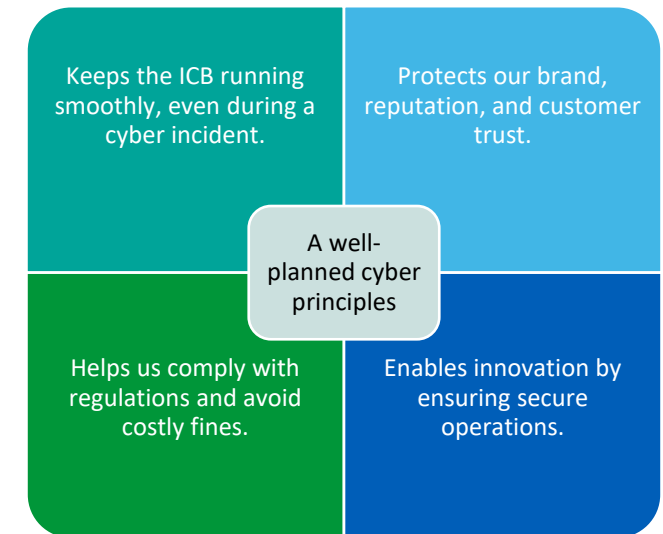 Keeps the ICB running
smoothly, even during a
cyber incident.
Protects our brand,
reputation, and customer
trust.
A well-
planned cyber
principles
Helps us comply with
regulations and avoid
costly fines.
Enables innovation by
ensuring secure
operations.